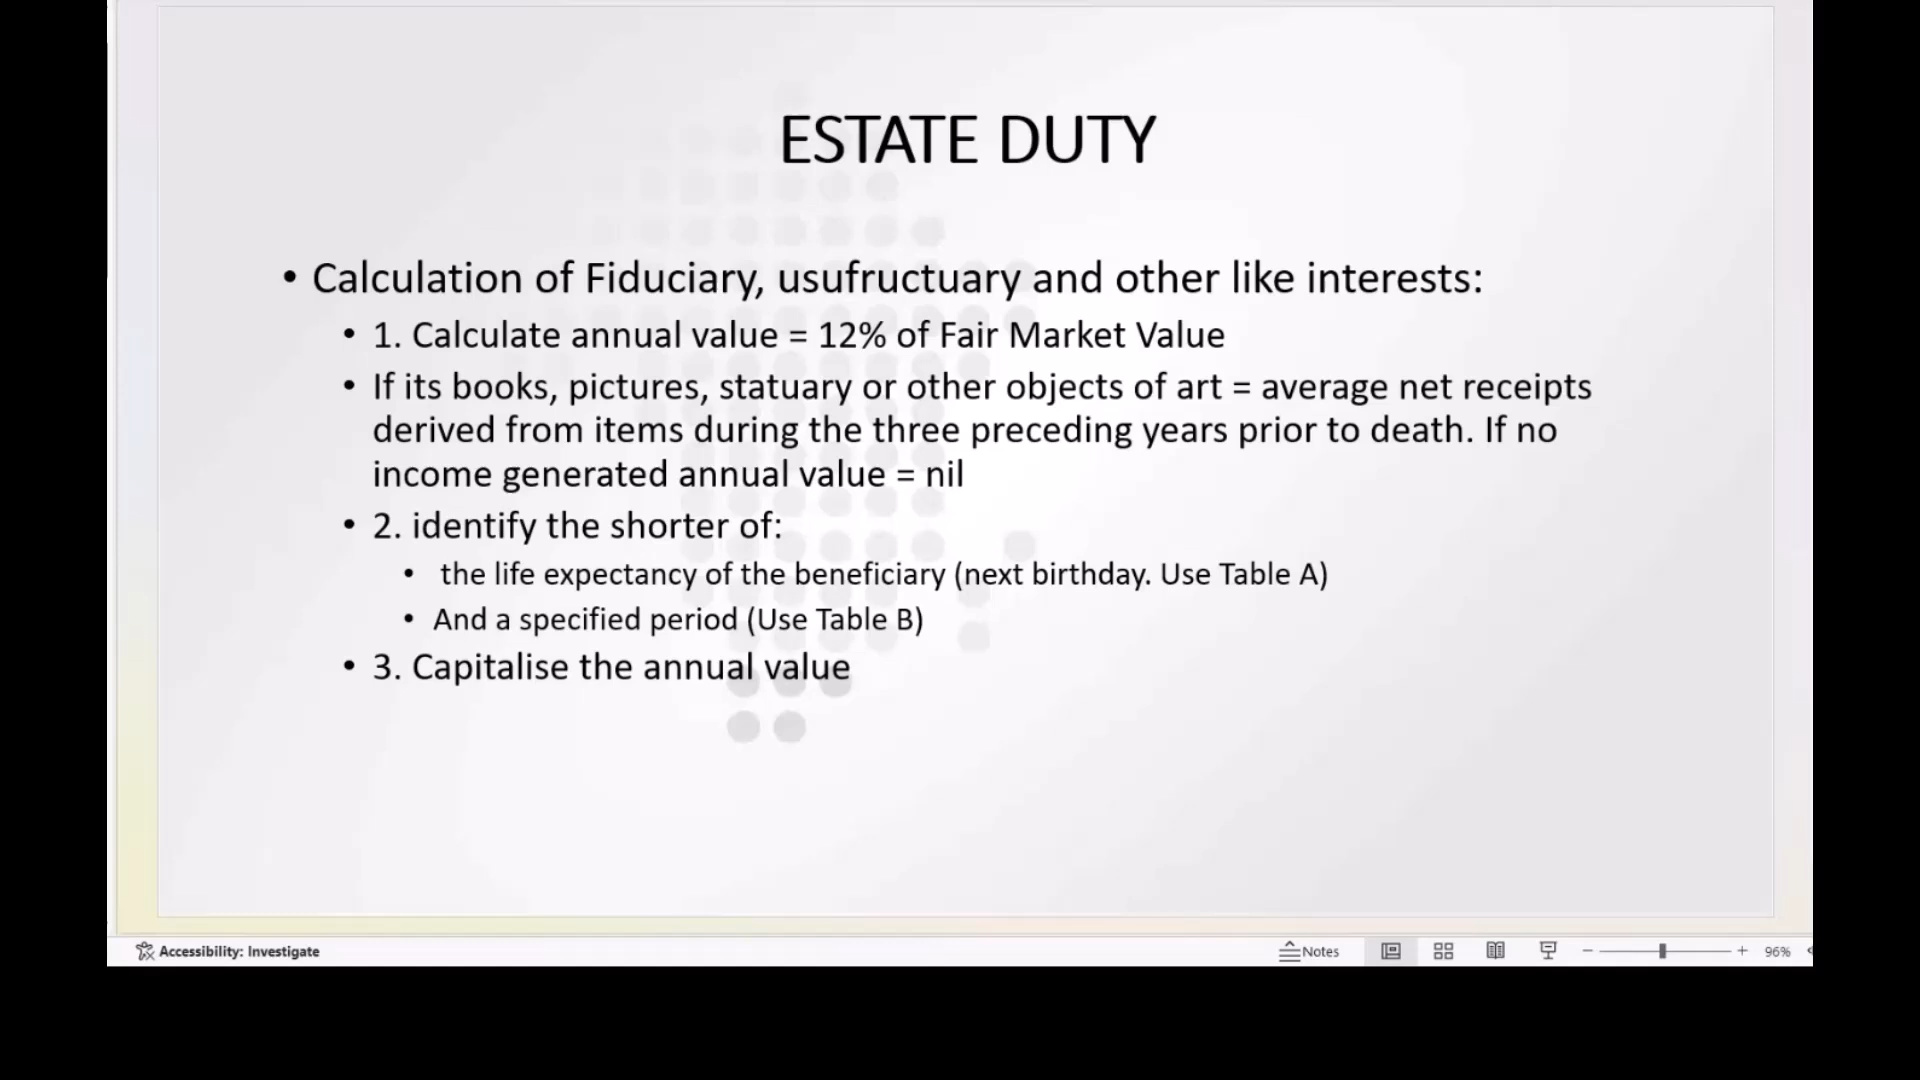 ESTATE DUTY
• Calculation of Fiduciary, usufructuary and other like interests:
• 1. Calculate annual value = 12% of Fair Market Value
• If its books, pictures, statuary or other objects of art = average net receipts
derived from items during the three preceding years prior to death. If no
income generated annual value = nil
• 2. identify the shorter of:
• the life expectancy of the beneficiary (next birthday. Use Table A)
• And a specified period (Use Table B)
• 3. Capitalise the annual value
Accessibility: Investigate Notes 96%